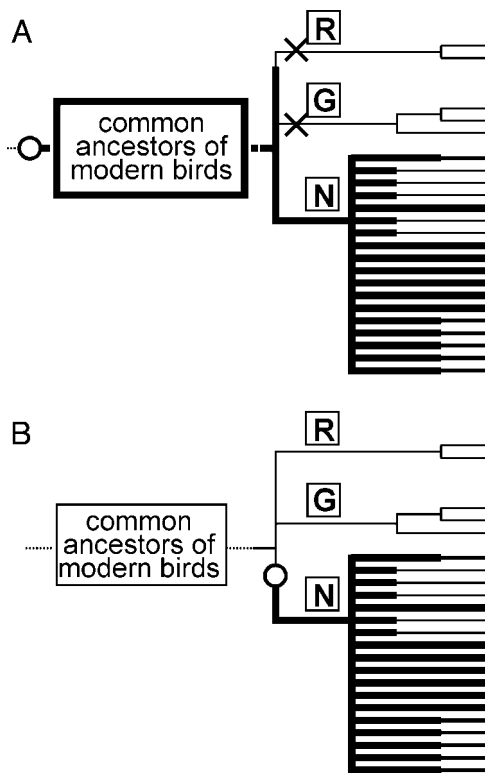 A
R
G
common
ancestors of
modern birds
N
B
R
G
common
ancestors of
modern birds
N